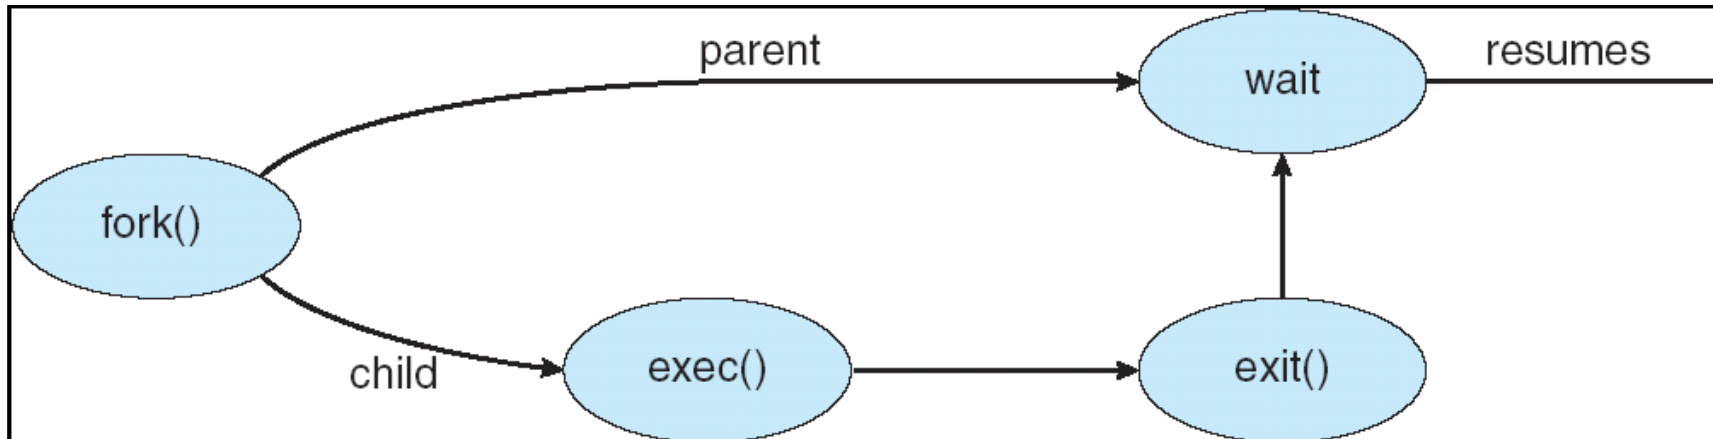 parent
wait
resumes
fork()
child
exec()
exit()